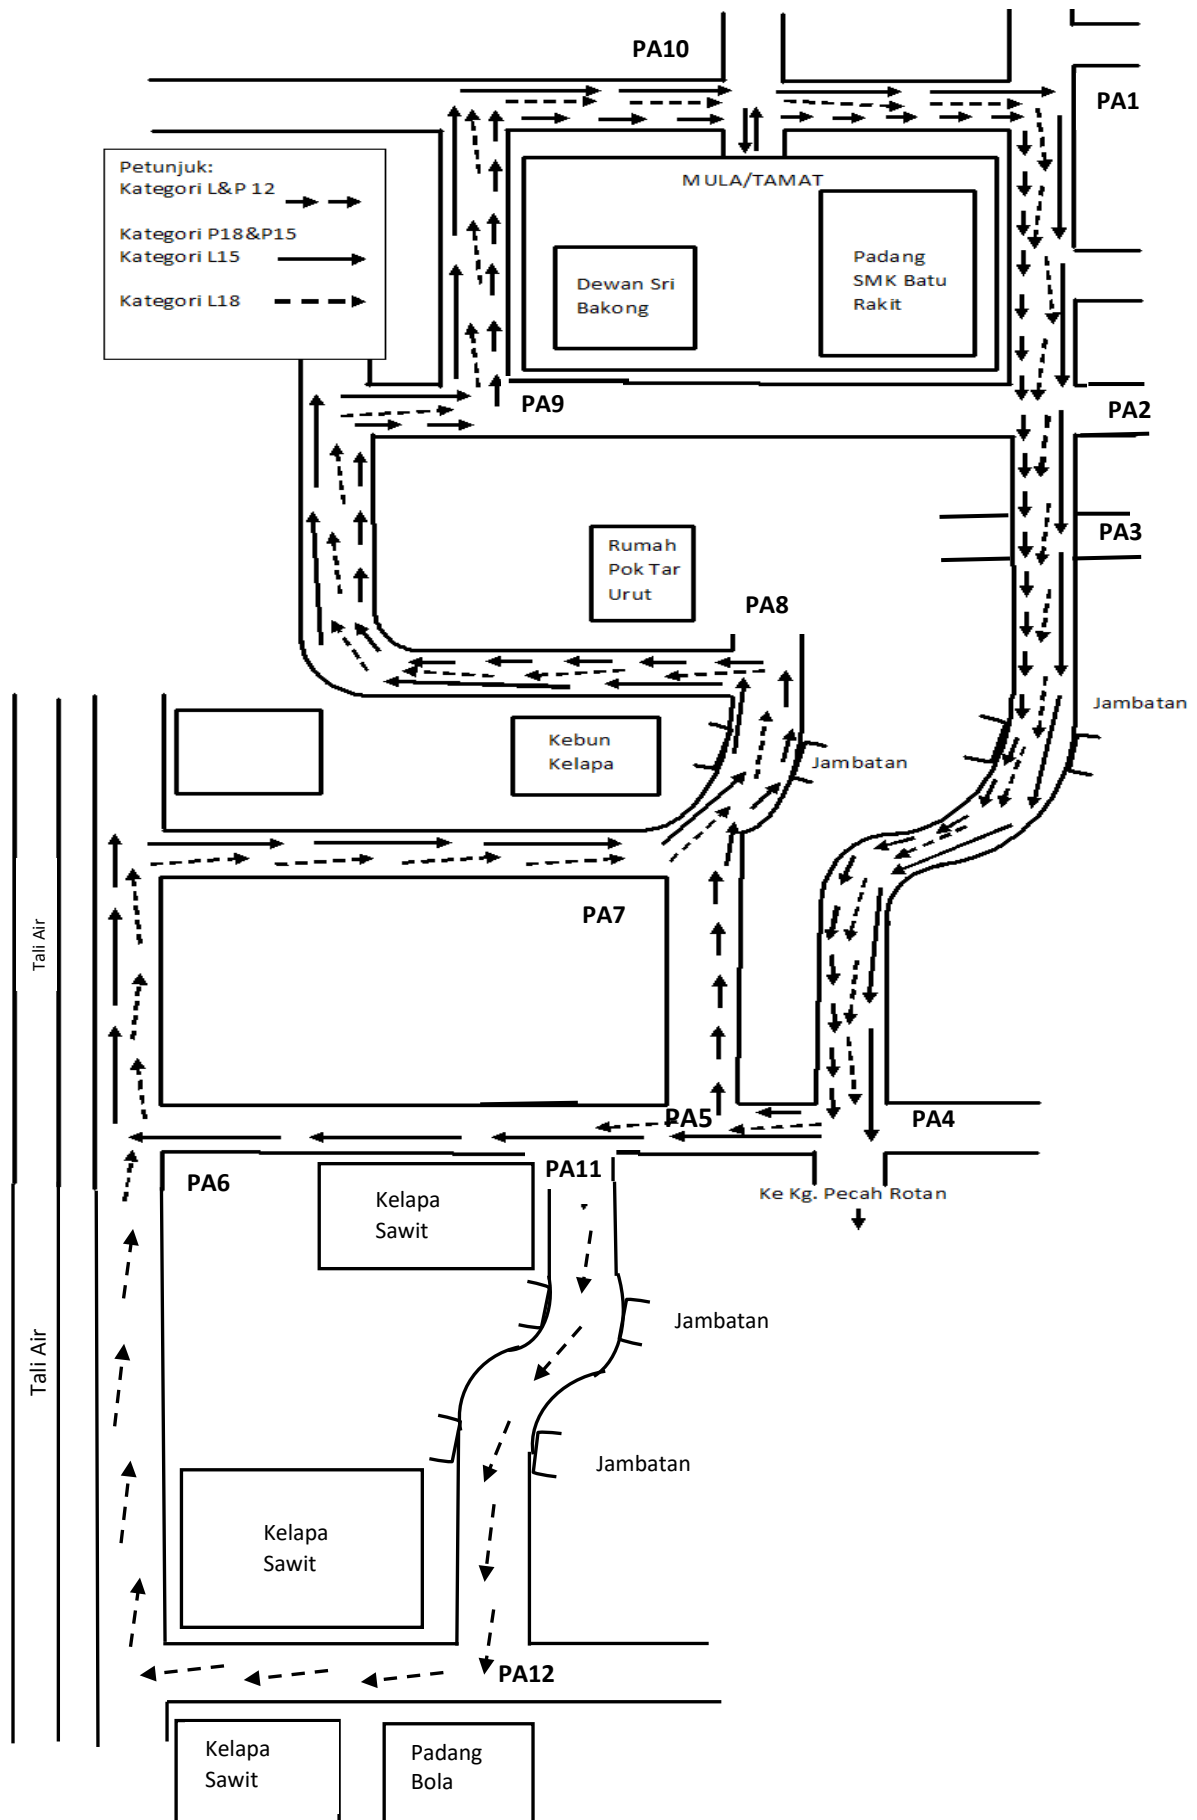 PA10
PA1
Petunjuk:
Kategori L&P 12
Kategori P18&P15
Kategori L15
Kategori L18
MULA/TAMAT
Dewan Sri
Bakong
Padang
SMK Batu
Rakit
PA9
PA2
PA3
Rumah
Pok Tar
Urut
PA8
Jambatan
Kebun
Kelapa
Jambatan
PA7
Tali Air
PA5
PA4
PA6
PA11
Kelapa
Sawit
Ke Kg. Pecah Rotan
Jambatan
Tali Air
Jambatan
Kelapa
Sawit
PA12
Kelapa
Sawit
Padang
Bola